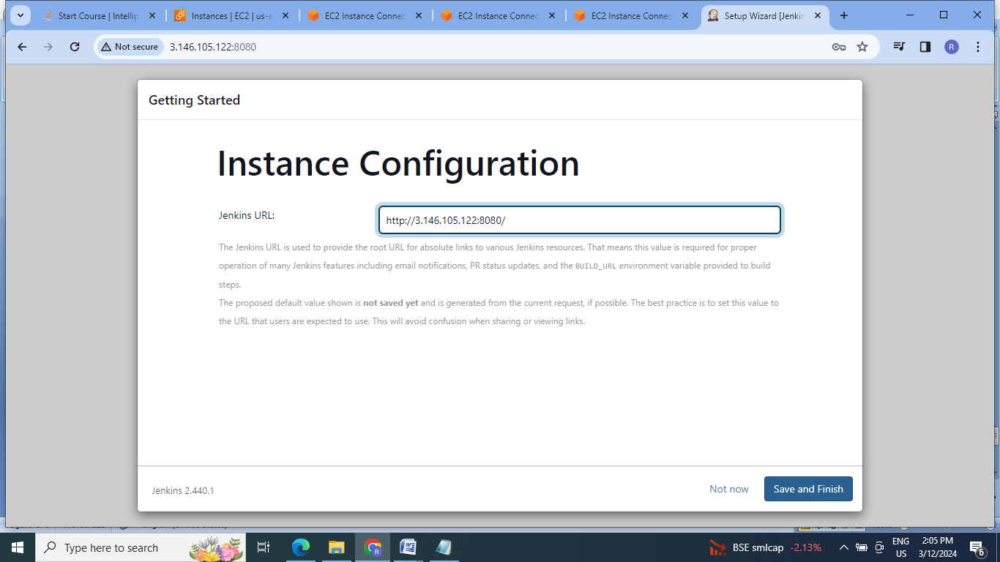 Start Course | Intellip
Instances | EC2 | us-e
EC2 Instance Connec
EC2 Instance Connec
EC2 Instance Connec
Setup Wizard [Jenkin
Not secure
3.146.105.122:8080
R
Getting Started
Instance Configuration
Jenkins URL:
http://3.146.105.122:8080/
The Jenkins URL is used to provide the root URL for absolute links to various Jenkins resources. That means this value is required for proper
operation of many Jenkins features including email notifications, PR status updates, and the BUILD_URL environment variable provided to build
steps.
The proposed default value shown is not saved yet and is generated from the current request, if possible. The best practice is to set this value to
the URL that users are expected to use. This will avoid confusion when sharing or viewing links.
Jenkins 2.440.1
Not now
Save and Finish
Type here to search
R
BSE smlcap -2.13%
ENG
US
2:05 PM
3/12/2024
6